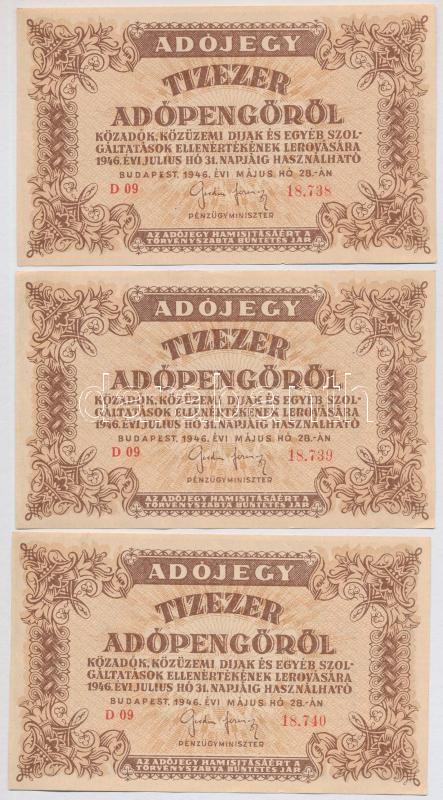 ADÓJEGY
TIZEZER
ADÓPENGŐRŐL
KÖZADÓK, KÖZÜZEMI DIJAK ÉS EGYÉB SZOL-
GÁLTATÁSOK ELLENÉRTÉKÉNEK LEROVÁSÁRA
1946. ÉVI JULIUS HÓ 31. NAPJÁIG HASZNÁLHATÓ
BUDAPEST, 1946. ÉVI MÁJUS HÓ 28.-ÁN
D 09 18.738
PÉNZÜGYMINISZTER
AZ ADÓJEGY HAMISITÁSÁÉRT A
TÖRVÉNYSZABTA BÜNTETÉS JÁR
ADÓJEGY
TIZEZER
ADÓPENGŐRŐL
KÖZADÓK, KÖZÜZEMI DIJAK ÉS EGYÉB SZOL-
GÁLTATÁSOK ELLENÉRTÉKÉNEK LEROVÁSÁRA
1946. ÉVI JULIUS HÓ 31. NAPJÁIG HASZNÁLHATÓ
BUDAPEST, 1946. ÉVI MÁJUS HÓ 28.-ÁN
D 09 18.739
PÉNZÜGYMINISZTER
AZ ADÓJEGY HAMISITÁSÁÉRT A
TÖRVÉNYSZABTA BÜNTETÉS JÁR
ADÓJEGY
TIZEZER
ADÓPENGŐRŐL
KÖZADÓK, KÖZÜZEMI DIJAK ÉS EGYÉB SZOL-
GÁLTATÁSOK ELLENÉRTÉKÉNEK LEROVÁSÁRA
1946. ÉVI JULIUS HÓ 31. NAPJÁIG HASZNÁLHATÓ
BUDAPEST, 1946. ÉVI MÁJUS HÓ 28.-ÁN
D 09 18.740
PÉNZÜGYMINISZTER
AZ ADÓJEGY HAMISITÁSÁÉRT A
TÖRVÉNYSZABTA BÜNTETÉS JÁR